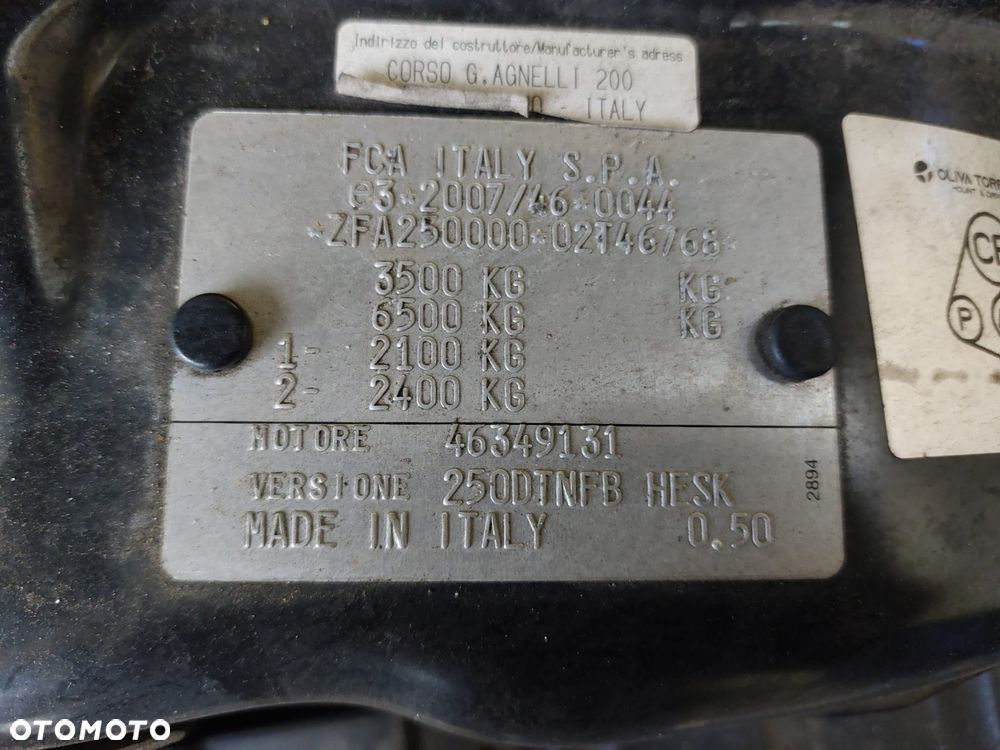 Indirizzo del costruttore/Manufacturer's adress
CORSO G.AGNELLI 200
- ITALY
FCA ITALY S.P.A.
e3*2007/46*0044
*ZFA250000*02T46768*
3500 KG KG
6500 KG KG
1- 2100 KG
2- 2400 KG
MOTORE 46349131
VERSIONE 250DTNFB HESK
MADE IN ITALY 0.50
2894
OLIVA TORR
P
OTOMOTO